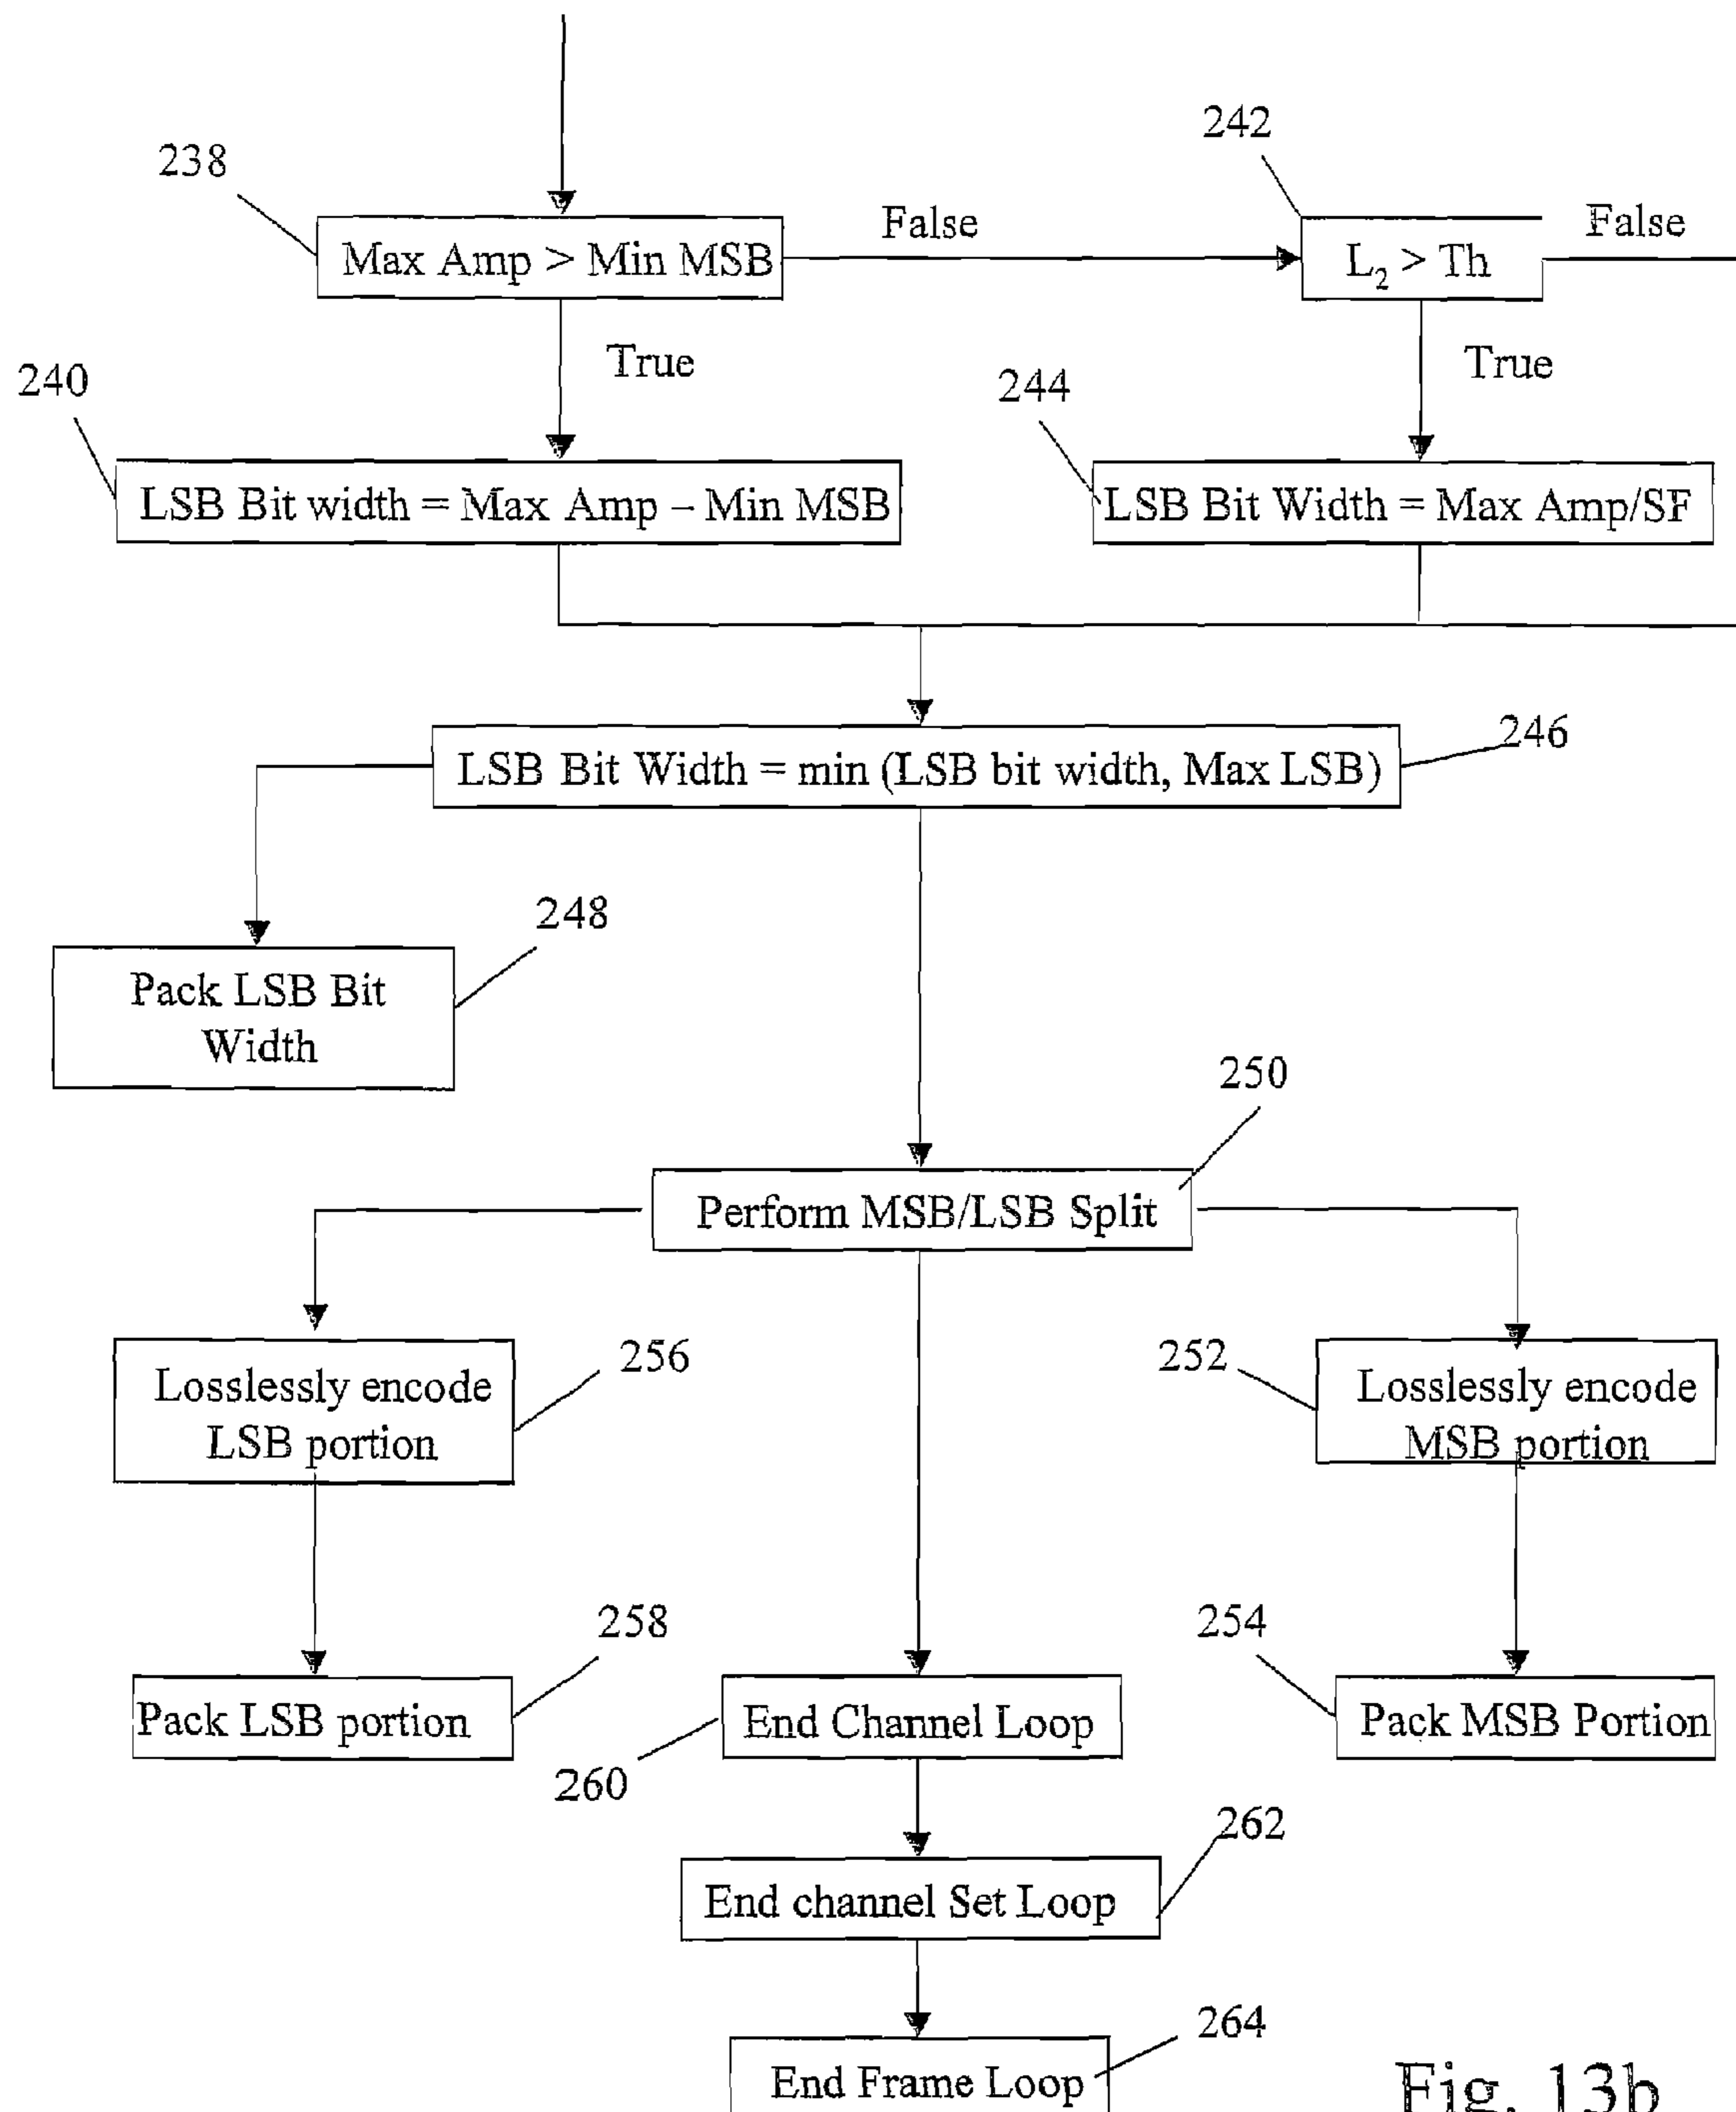 242
238
False
False
Max Amp > Min MSB
L₂ > Th
True
True
240
244
LSB Bit width = Max Amp – Min MSB
LSB Bit Width = Max Amp/SF
246
LSB Bit Width = min (LSB bit width, Max LSB)
248
Pack LSB Bit
Width
250
Perform MSB/LSB Split
256
252
Losslessly encode
LSB portion
Losslessly encode
MSB portion
258
254
Pack LSB portion
End Channel Loop
Pack MSB Portion
260
262
End channel Set Loop
264
End Frame Loop
Fig. 13b